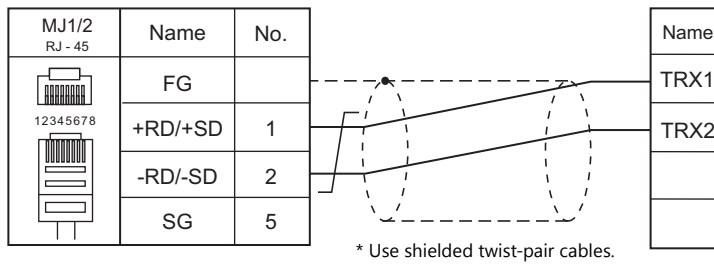 MJ1/2 Name No.
RJ - 45
FG
12345678
+RD/+SD 1
-RD/-SD 2
SG 5
Name
TRX1
TRX2
* Use shielded twist-pair cables.